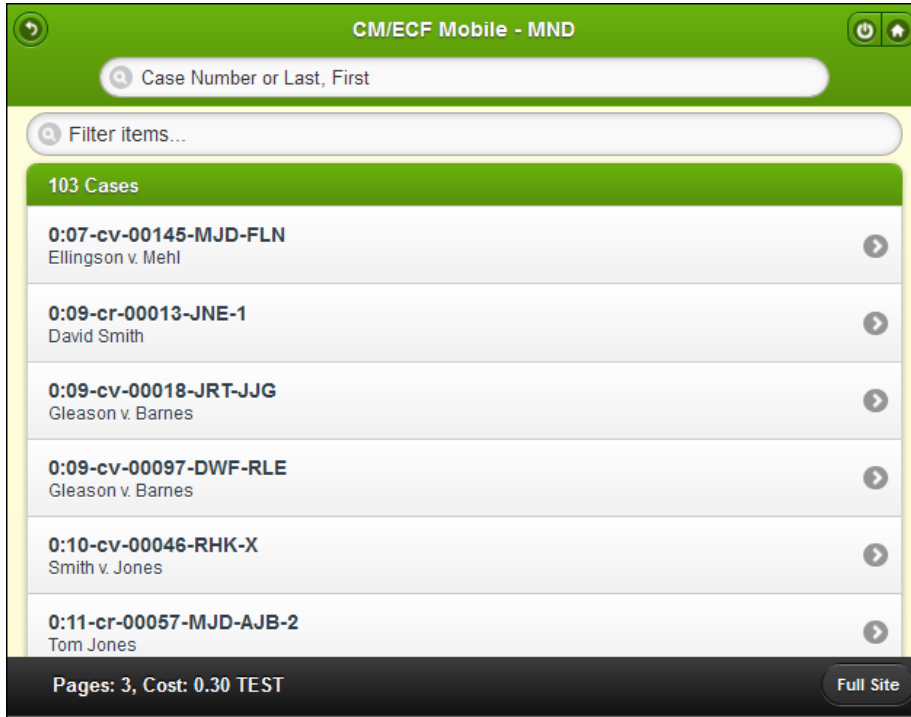 CM/ECF Mobile - MND
Case Number or Last, First
Filter items...
103 Cases
0:07-cv-00145-MJD-FLN
Ellingson v. Mehl
0:09-cr-00013-JNE-1
David Smith
0:09-cv-00018-JRT-JJG
Gleason v. Barnes
0:09-cv-00097-DWF-RLE
Gleason v. Barnes
0:10-cv-00046-RHK-X
Smith v. Jones
0:11-cr-00057-MJD-AJB-2
Tom Jones
Pages: 3, Cost: 0.30 TEST
Full Site